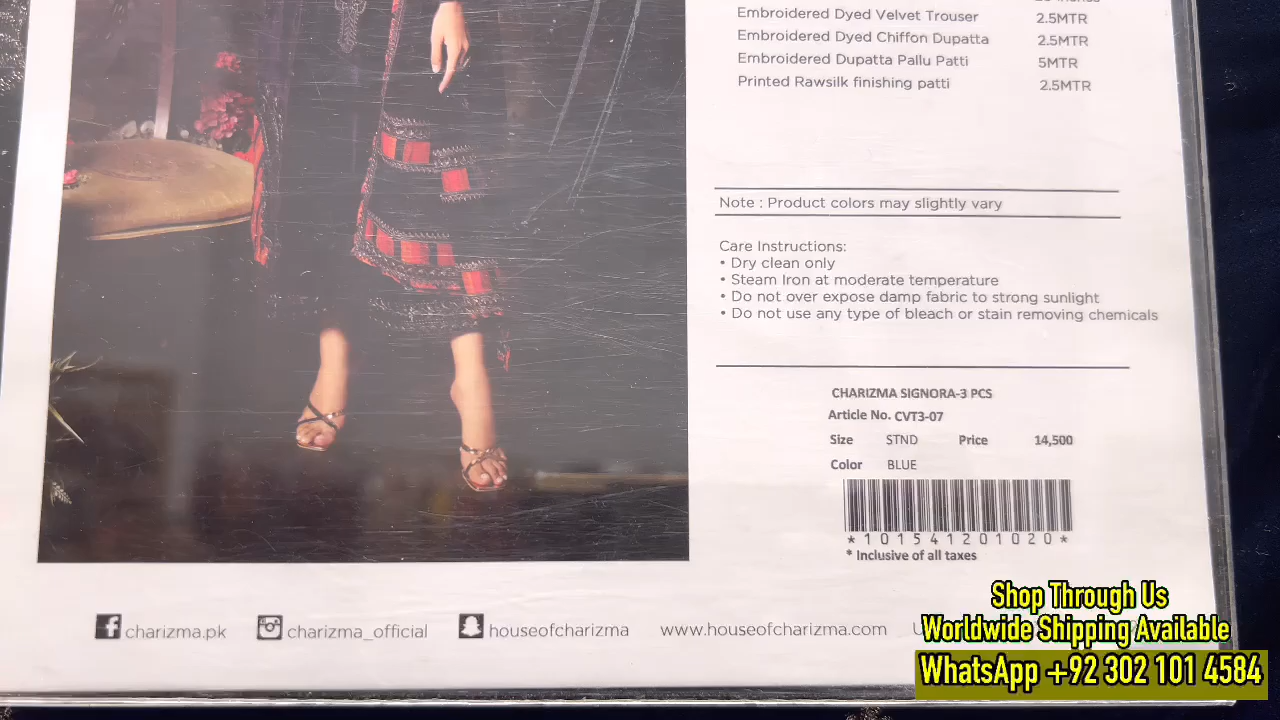 Embroidered Dyed Velvet Trouser 2.5MTR
Embroidered Dyed Chiffon Dupatta 2.5MTR
Embroidered Dupatta Pallu Patti 5MTR
Printed Rawsilk finishing patti 2.5MTR
Note : Product colors may slightly vary
Care Instructions:
• Dry clean only
• Steam Iron at moderate temperature
• Do not over expose damp fabric to strong sunlight
• Do not use any type of bleach or stain removing chemicals
CHARIZMA SIGNORA-3 PCS
Article No. CVT3-07
Size STND Price 14,500
Color BLUE
*101541201020*
* Inclusive of all taxes
charizma.pk charizma_official houseofcharizma www.houseofcharizma.com
Shop Through Us
Worldwide Shipping Available
WhatsApp +92 302 101 4584